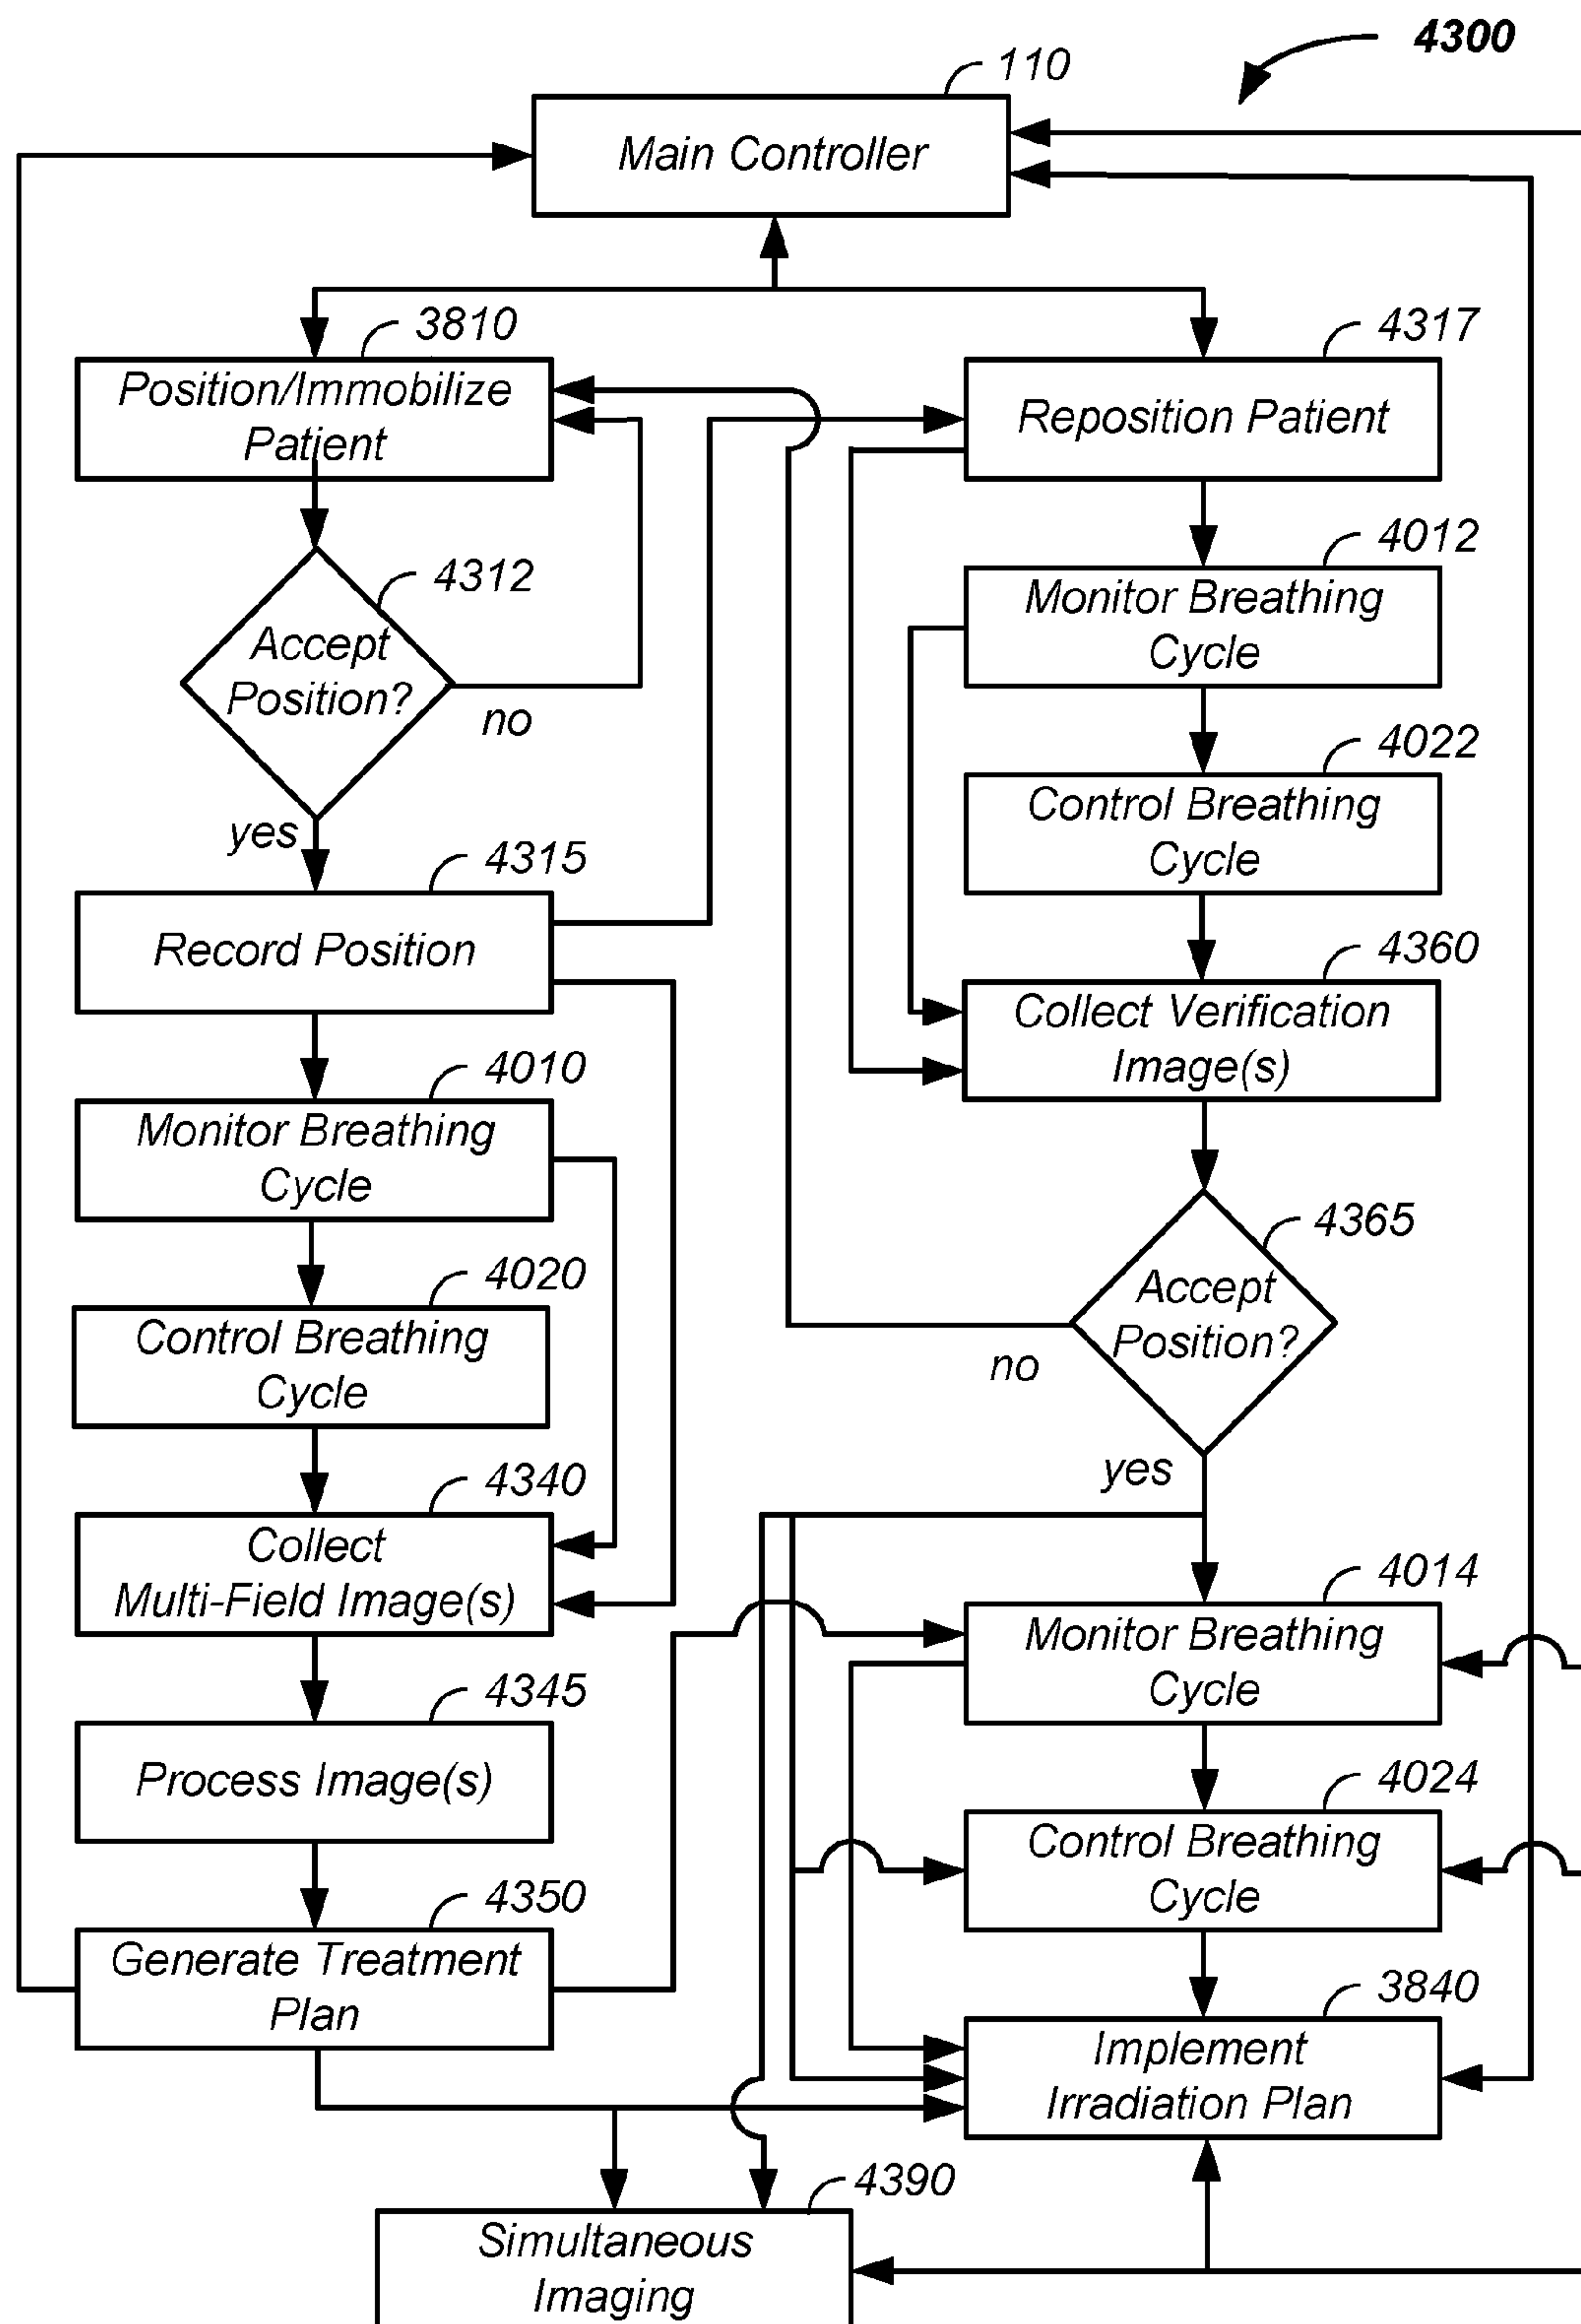 4300
110
Main Controller
3810
Position/Immobilize
Patient
4317
Reposition Patient
4312
Accept
Position?
no
yes
4012
Monitor Breathing
Cycle
4022
Control Breathing
Cycle
4315
Record Position
4360
Collect Verification
Image(s)
4010
Monitor Breathing
Cycle
4365
Accept
Position?
no
yes
4020
Control Breathing
Cycle
4340
Collect
Multi-Field Image(s)
4014
Monitor Breathing
Cycle
4345
Process Image(s)
4024
Control Breathing
Cycle
4350
Generate Treatment
Plan
3840
Implement
Irradiation Plan
4390
Simultaneous
Imaging